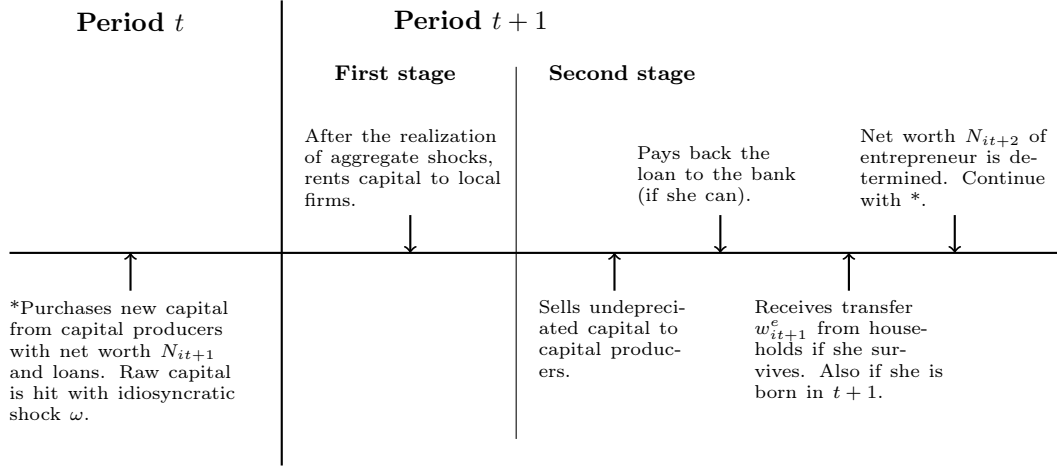 Period t
Period t + 1
First stage
Second stage
After the realization
of aggregate shocks,
rents capital to local
firms.
Pays back the
loan to the bank
(if she can).
Net worth N_{it+2} of
entrepreneur is de-
termined. Continue
with *.
*Purchases new capital
from capital producers
with net worth N_{it+1}
and loans. Raw capital
is hit with idiosyncratic
shock ω.
Sells undepreci-
ated capital to
capital produc-
ers.
Receives transfer
w^e_{it+1} from house-
holds if she sur-
vives. Also if she is
born in t + 1.